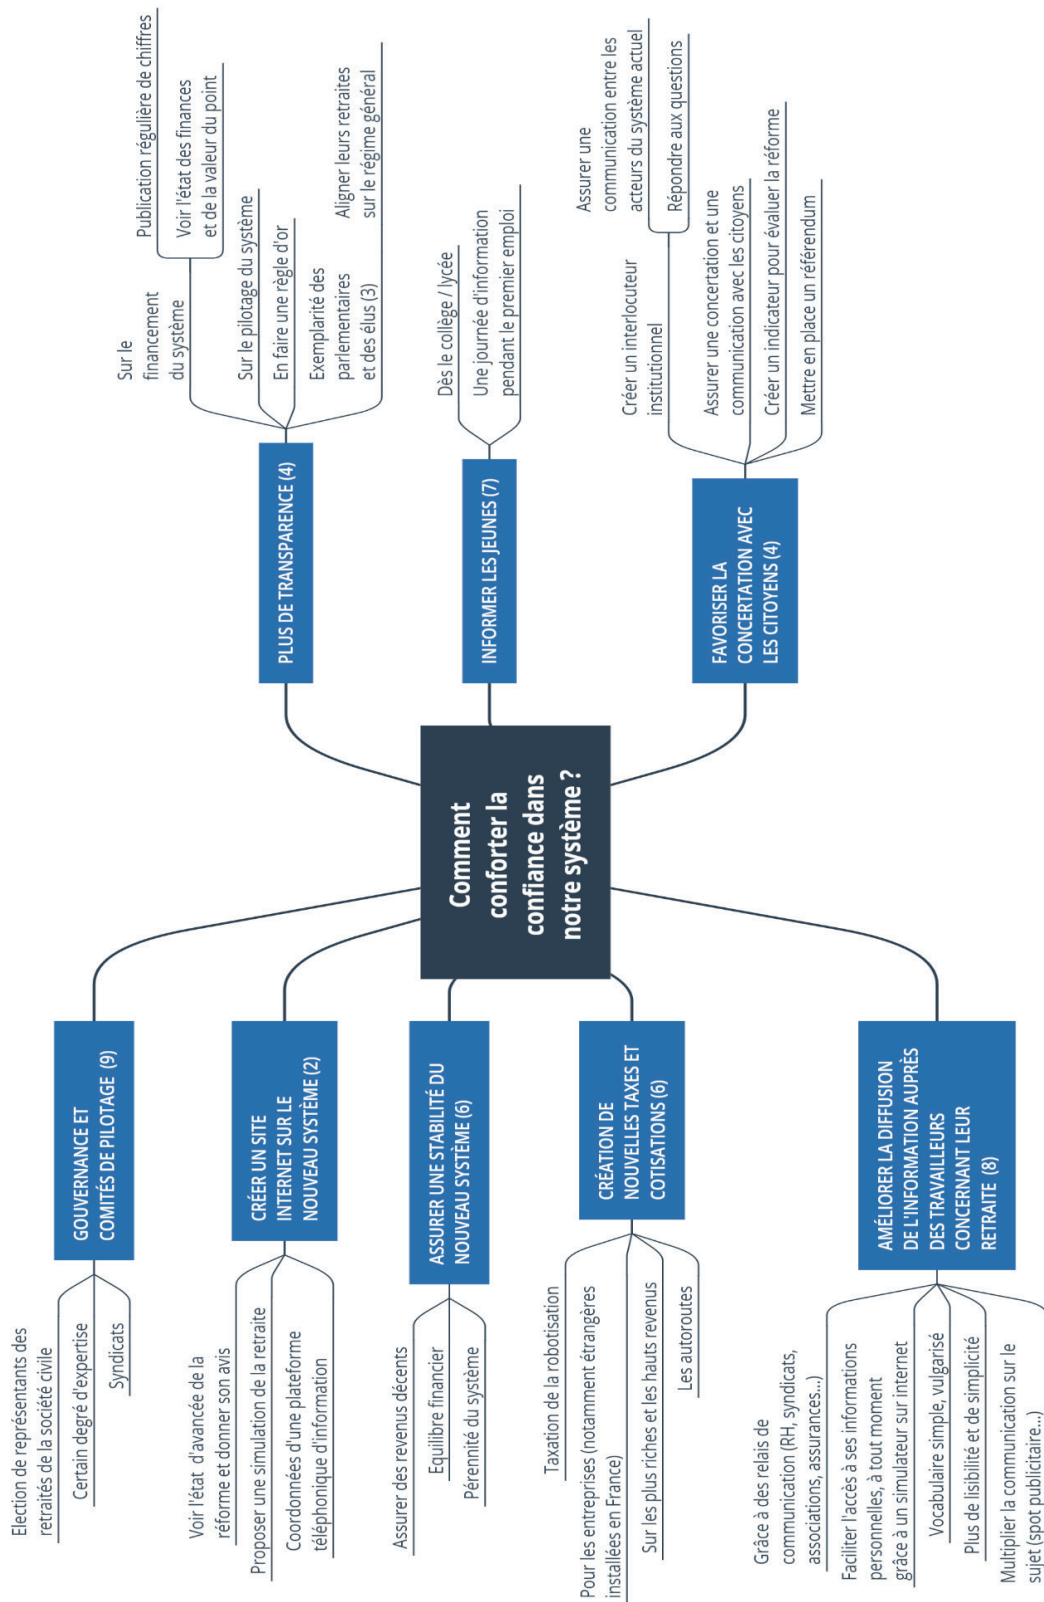 Comment
conforter la
confiance dans
notre système ?
GOUVERNANCE ET
COMITÉS DE PILOTAGE (9)
Election de représentants des
retraités de la société civile
Certain degré d'expertise
Syndicats
CRÉER UN SITE
INTERNET SUR LE
NOUVEAU SYSTÈME (2)
Voir l'état d'avancée de la
réforme et donner son avis
Proposer une simulation de la retraite
Coordonnées d'une plateforme
téléphonique d'information
ASSURER UNE STABILITÉ DU
NOUVEAU SYSTÈME (6)
Assurer des revenus décents
Equilibre financier
Pérennité du système
CRÉATION DE
NOUVELLES TAXES ET
COTISATIONS (6)
Taxation de la robotisation
Pour les entreprises (notamment étrangères
installées en France)
Sur les plus riches et les hauts revenus
Les autoroutes
AMÉLIORER LA DIFFUSION
DE L'INFORMATION AUPRÈS
DES TRAVAILLEURS
CONCERNANT LEUR
RETRAITE (8)
Grâce à des relais de
communication (RH, syndicats,
associations, assurances...)
Faciliter l'accès à ses informations
personnelles, à tout moment
grâce à un simulateur sur internet
Vocabulaire simple, vulgarisé
Plus de lisibilité et de simplicité
Multiplier la communication sur le
sujet (spot publicitaire...)
PLUS DE TRANSPARENCE (4)
Sur le
financement
du système
Publication régulière de chiffres
Voir l'état des finances
et de la valeur du point
Sur le pilotage du système
En faire une règle d'or
Exemplarité des
parlementaires
et des élus (3)
Aligner leurs retraites
sur le régime général
INFORMER LES JEUNES (7)
Dès le collège / lycée
Une journée d'information
pendant le premier emploi
FAVORISER LA
CONCERTATION AVEC
LES CITOYENS (4)
Créer un interlocuteur
institutionnel
Assurer une
communication entre les
acteurs du système actuel
Répondre aux questions
Assurer une concertation et une
communication avec les citoyens
Créer un indicateur pour évaluer la réforme
Mettre en place un référendum